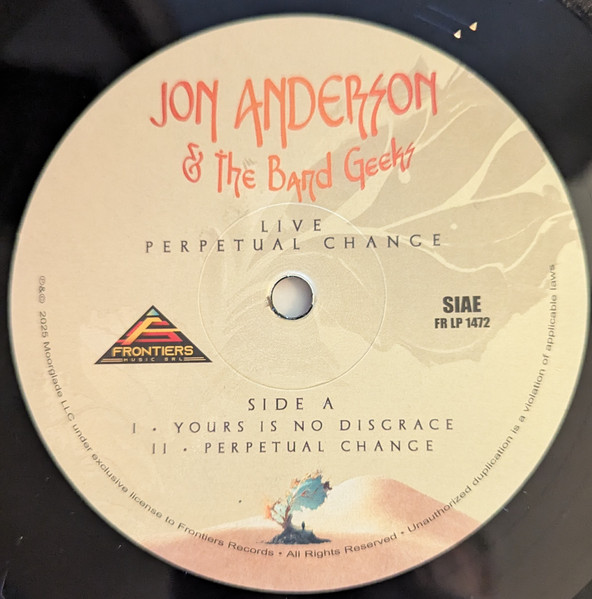 JON ANDERSON
& The Band Geeks
LIVE
PERPETUAL CHANGE
SIAE
FR LP 1472
FRONTIERS
MUSIC SRL
SIDE A
I • YOURS IS NO DISGRACE
II • PERPETUAL CHANGE
℗&© 2025 Moorglade LLC under exclusive license to Frontiers Records • All Rights Reserved • Unauthorized duplication is a violation of applicable laws